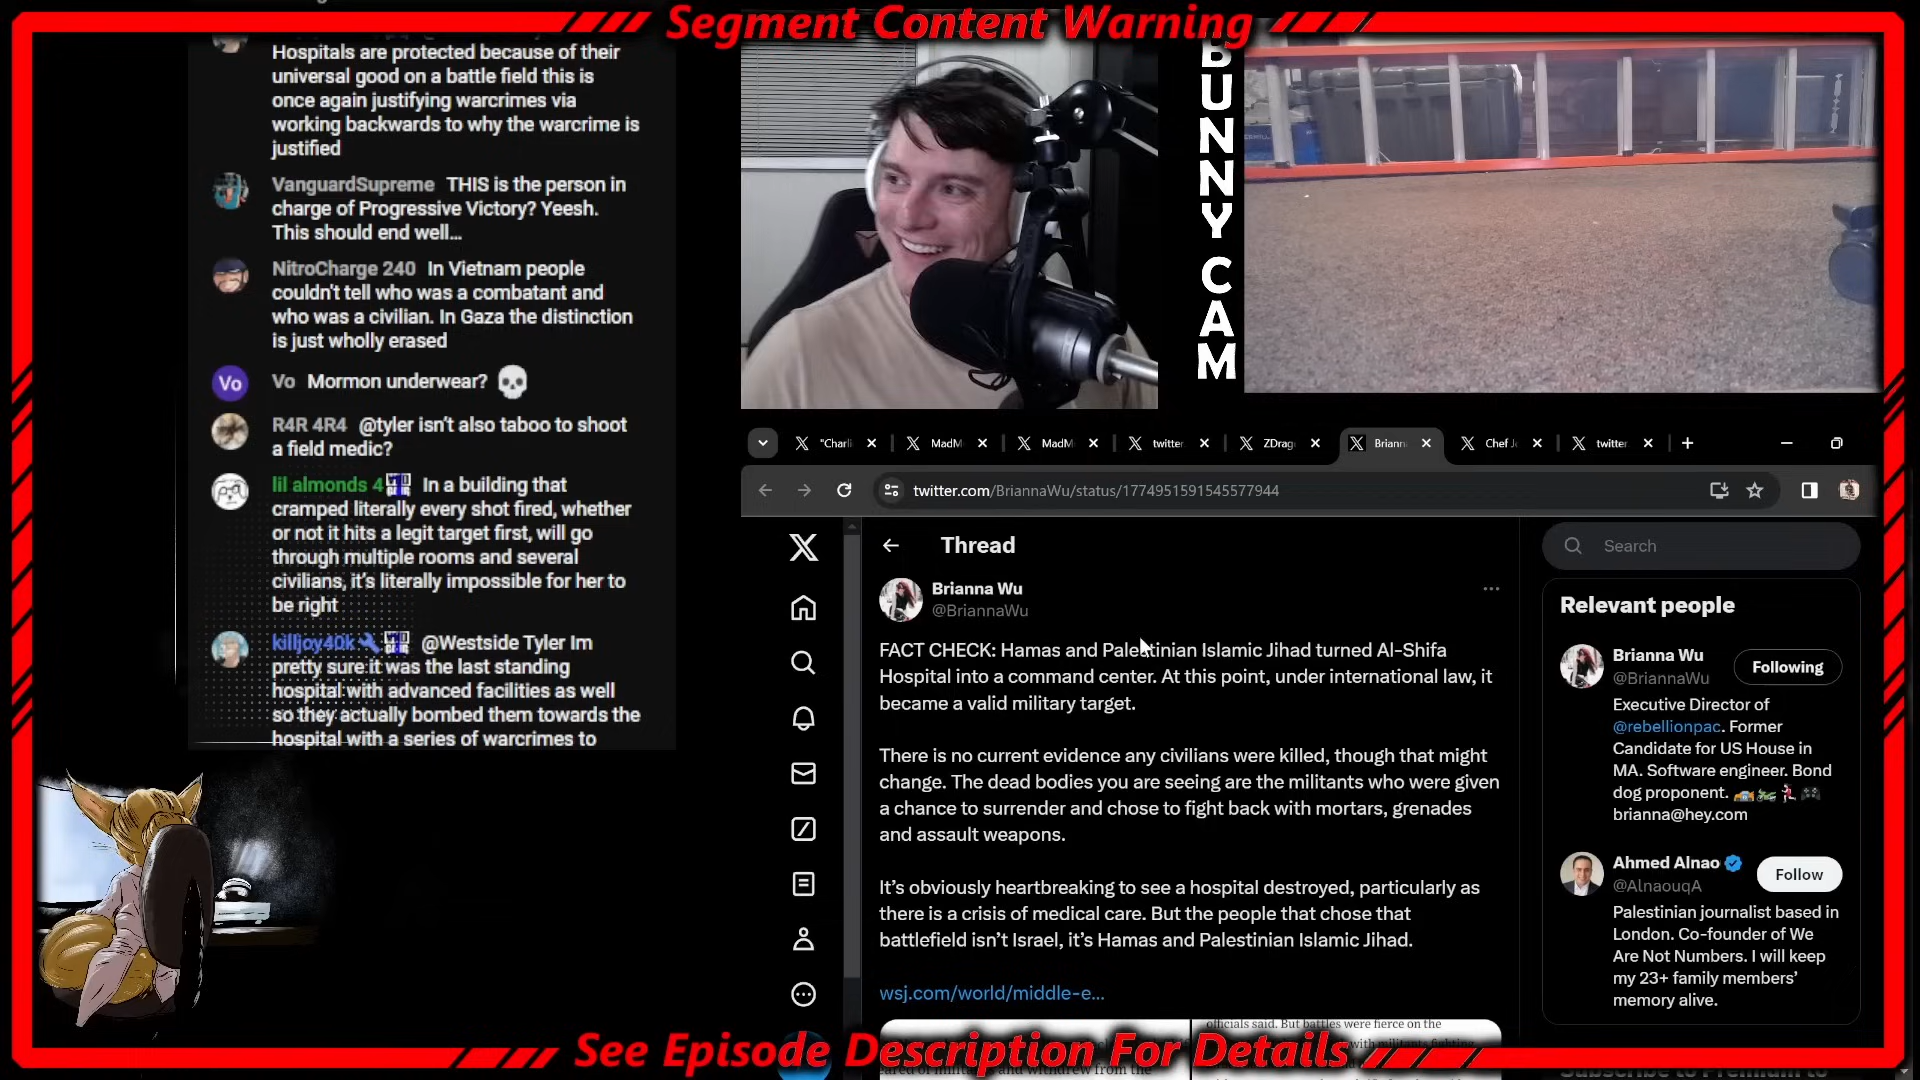 Segment Content Warning
Hospitals are protected because of their
universal good on a battle field this is
once again justifying warcrimes via
working backwards to why the warcrime is
justified
VanguardSupreme THIS is the person in
charge of Progressive Victory? Yeesh.
This should end well...
NitroCharge 240 In Vietnam people
couldn't tell who was a combatant and
who was a civilian. In Gaza the distinction
is just wholly erased
Vo Vo Mormon underwear?
R4R 4R4 @tyler isn't also taboo to shoot
a field medic?
lil almonds 4 In a building that
cramped literally every shot fired, whether
or not it hits a legit target first, will go
through multiple rooms and several
civilians, it's literally impossible for her to
be right
killjoy40k @Westside Tyler Im
pretty sure it was the last standing
hospital with advanced facilities as well
so they actually bombed them towards the
hospital with a series of warcrimes to
BUNNY CAM
"Charli MadM MadM twitter ZDrag Briann Chef J twitter
twitter.com/BriannaWu/status/1774951591545577944
Thread
Brianna Wu
@BriannaWu
FACT CHECK: Hamas and Palestinian Islamic Jihad turned Al-Shifa
Hospital into a command center. At this point, under international law, it
became a valid military target.
There is no current evidence any civilians were killed, though that might
change. The dead bodies you are seeing are the militants who were given
a chance to surrender and chose to fight back with mortars, grenades
and assault weapons.
It's obviously heartbreaking to see a hospital destroyed, particularly as
there is a crisis of medical care. But the people that chose that
battlefield isn't Israel, it's Hamas and Palestinian Islamic Jihad.
wsj.com/world/middle-e...
officials said. But battles were fierce on the
Search
Relevant people
Brianna Wu
@BriannaWu
Following
Executive Director of
@rebellionpac. Former
Candidate for US House in
MA. Software engineer. Bond
dog proponent.
brianna@hey.com
Ahmed Alnao
@AlnaouqA
Follow
Palestinian journalist based in
London. Co-founder of We
Are Not Numbers. I will keep
my 23+ family members'
memory alive.
See Episode Description For Details